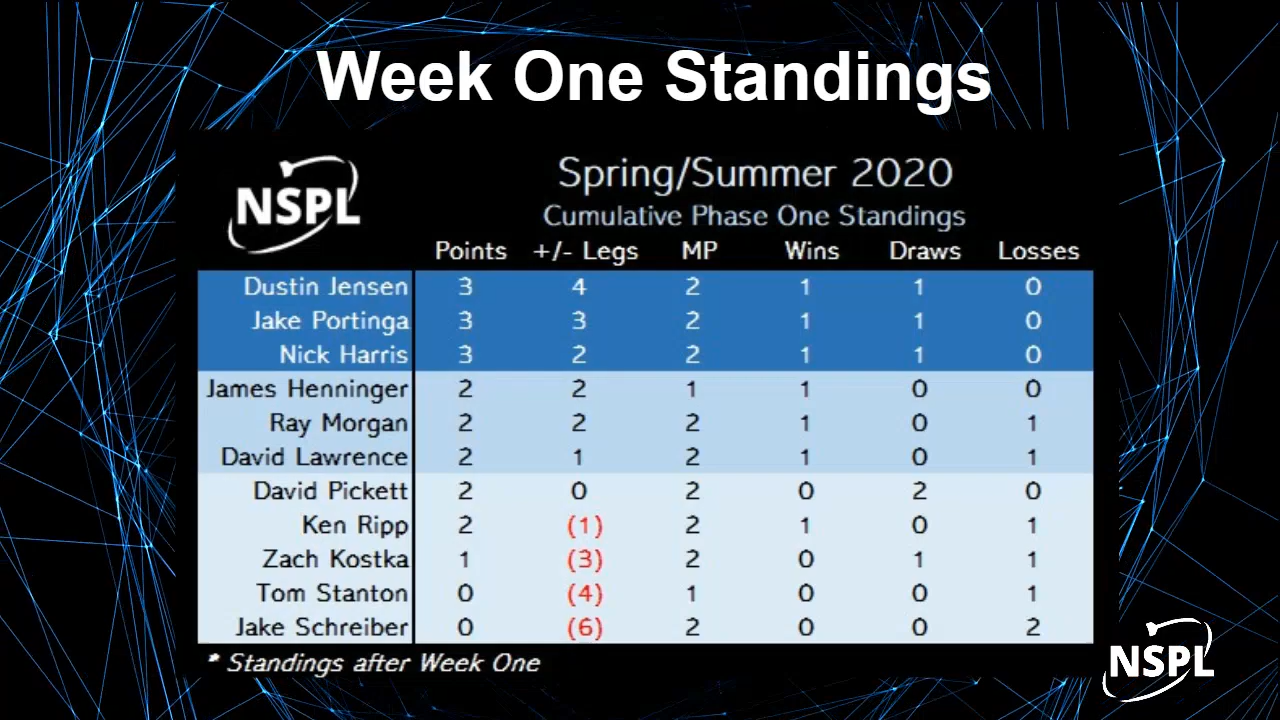 Week One Standings
NSPL
Spring/Summer 2020
Cumulative Phase One Standings
Points +/- Legs MP Wins Draws Losses
Dustin Jensen 3 4 2 1 1 0
Jake Portinga 3 3 2 1 1 0
Nick Harris 3 2 2 1 1 0
James Henninger 2 2 1 1 0 0
Ray Morgan 2 2 2 1 0 1
David Lawrence 2 1 2 1 0 1
David Pickett 2 0 2 0 2 0
Ken Ripp 2 (1) 2 1 0 1
Zach Kostka 1 (3) 2 0 1 1
Tom Stanton 0 (4) 1 0 0 1
Jake Schreiber 0 (6) 2 0 0 2
* Standings after Week One
NSPL